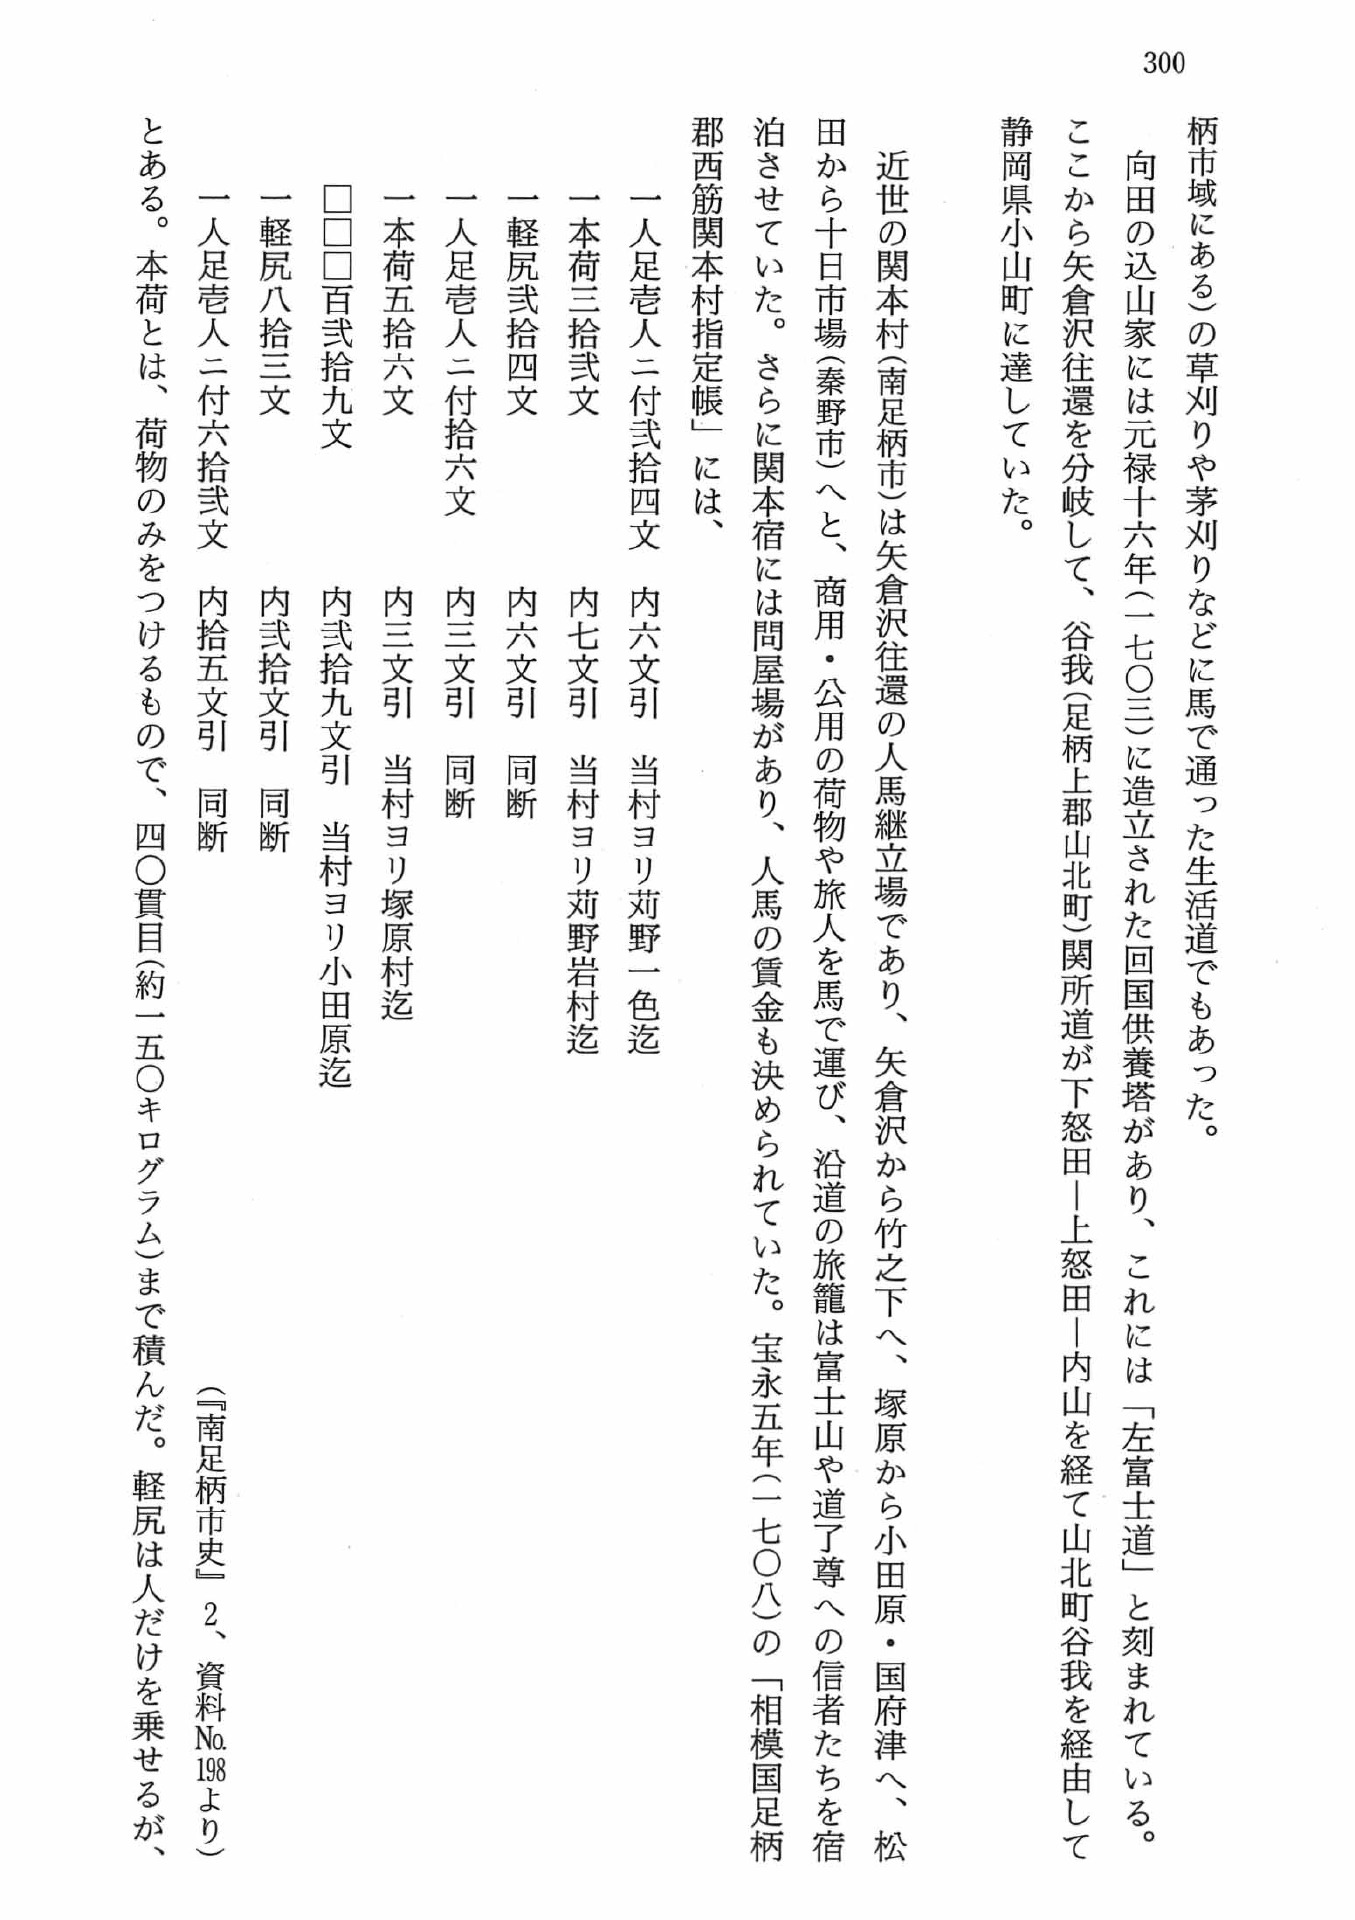 300
柄市域にある)の草刈りや茅刈りなどに馬で通った生活道でもあった。
向田の込山家には元禄十六年(一七〇三)に造立された回国供養塔があり、これには「左富士道」と刻まれている。
ここから矢倉沢往還を分岐して、谷我(足柄上郡山北町)関所道が下怒田―上怒田―内山を経て山北町谷我を経由して
静岡県小山町に達していた。
近世の関本村(南足柄市)は矢倉沢往還の人馬継立場であり、矢倉沢から竹之下へ、塚原から小田原・国府津へ、松
田から十日市場(秦野市)へと、商用・公用の荷物や旅人を馬で運び、沿道の旅籠は富士山や道了尊への信者たちを宿
泊させていた。さらに関本宿には問屋場があり、人馬の賃金も決められていた。宝永五年(一七〇八)の「相模国足柄
郡西筋関本村指定帳」には、
一人足壱人ニ付弐拾四文 内六文引 当村ヨリ苅野一色迄
一本荷三拾弐文 内七文引 当村ヨリ苅野岩村迄
一軽尻弐拾四文 内六文引 同断
一人足壱人ニ付拾六文 内三文引 同断
一本荷五拾六文 内三文引 当村ヨリ塚原村迄
□□□百弐拾九文 内弐拾九文引 当村ヨリ小田原迄
一軽尻八拾三文 内弐拾文引 同断
一人足壱人ニ付六拾弐文 内拾五文引 同断
(『南足柄市史』2、資料No.198より)
とある。本荷とは、荷物のみをつけるもので、四〇貫目(約一五〇キログラム)まで積んだ。軽尻は人だけを乗せるが、